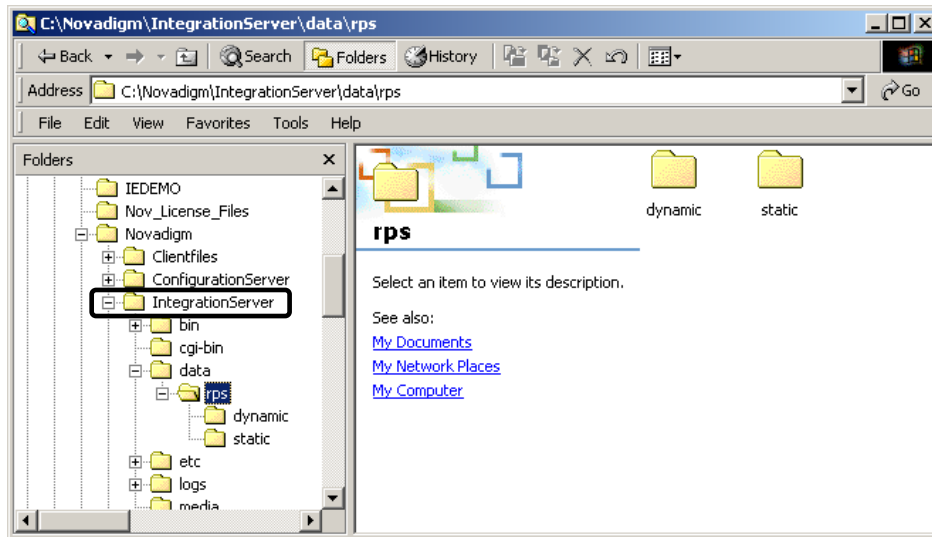 C:\Novadigm\IntegrationServer\data\rps
Back Search Folders History
Address C:\Novadigm\IntegrationServer\data\rps Go
File Edit View Favorites Tools Help
Folders
IEDEMO
Nov_License_Files
Novadigm
Clientfiles
ConfigurationServer
IntegrationServer
bin
cgi-bin
data
rps
dynamic
static
etc
logs
media
rps
Select an item to view its description.
See also:
My Documents
My Network Places
My Computer
dynamic
static